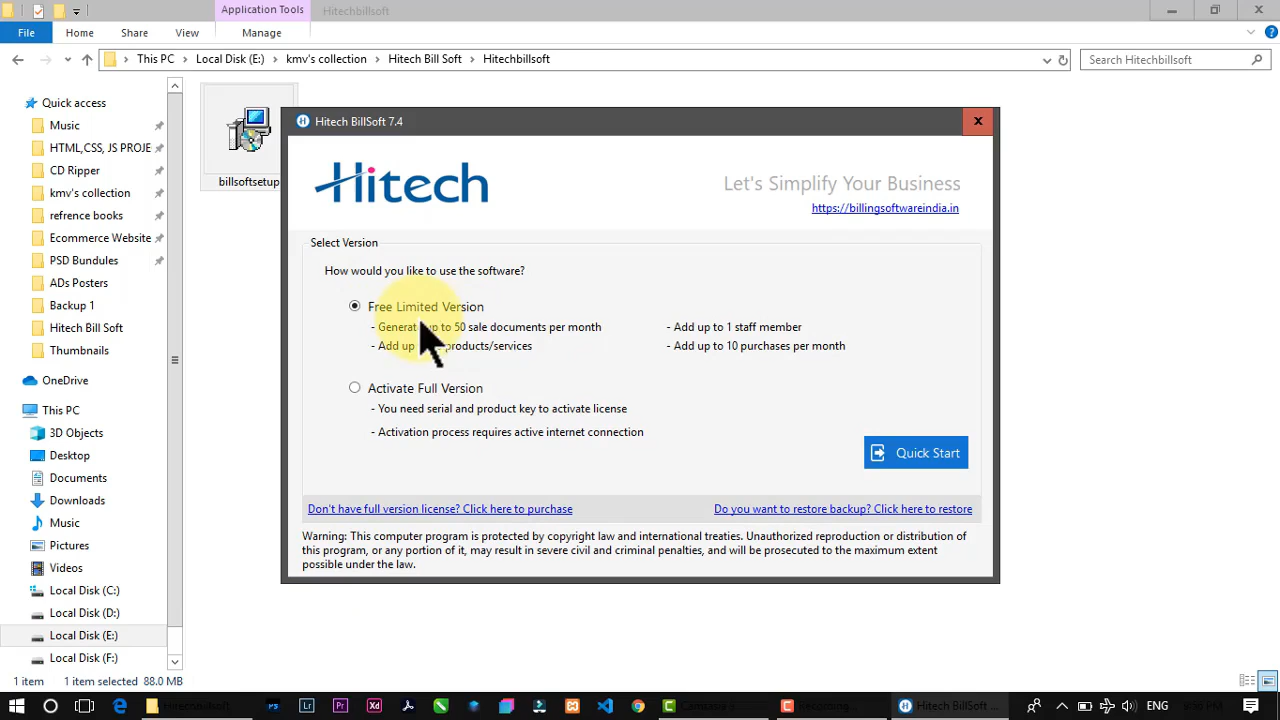 Application Tools
Hitechbillsoft
File
Home
Share
View
Manage
This PC
Local Disk (E:)
kmv's collection
Hitech Bill Soft
Hitechbillsoft
Search Hitechbillsoft
Quick access
Music
HTML,CSS, JS PROJE
CD Ripper
kmv's collection
refrence books
Ecommerce Website
PSD Bundules
ADs Posters
Backup 1
Hitech Bill Soft
Thumbnails
OneDrive
This PC
3D Objects
Desktop
Documents
Downloads
Music
Pictures
Videos
Local Disk (C:)
Local Disk (D:)
Local Disk (E:)
Local Disk (F:)
billsoftsetup
Hitech BillSoft 7.4
Hitech
Let's Simplify Your Business
https://billingsoftwareindia.in
Select Version
How would you like to use the software?
Free Limited Version
- Generate up to 50 sale documents per month
- Add up to 1 staff member
- Add up products/services
- Add up to 10 purchases per month
Activate Full Version
- You need serial and product key to activate license
- Activation process requires active internet connection
Quick Start
Don't have full version license? Click here to purchase
Do you want to restore backup? Click here to restore
Warning: This computer program is protected by copyright law and international treaties. Unauthorized reproduction or distribution of
this program, or any portion of it, may result in severe civil and criminal penalties, and will be prosecuted to the maximum extent
possible under the law.
1 item
1 item selected 88.0 MB
Hitechbillsoft
Recording...
Hitech BillSoft ...
ENG